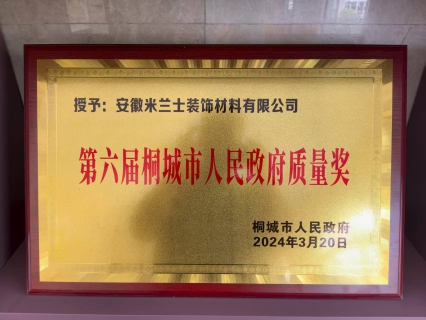 授予：安徽米兰士装饰材料有限公司
第六届桐城市人民政府质量奖
桐城市人民政府
2024年3月20日